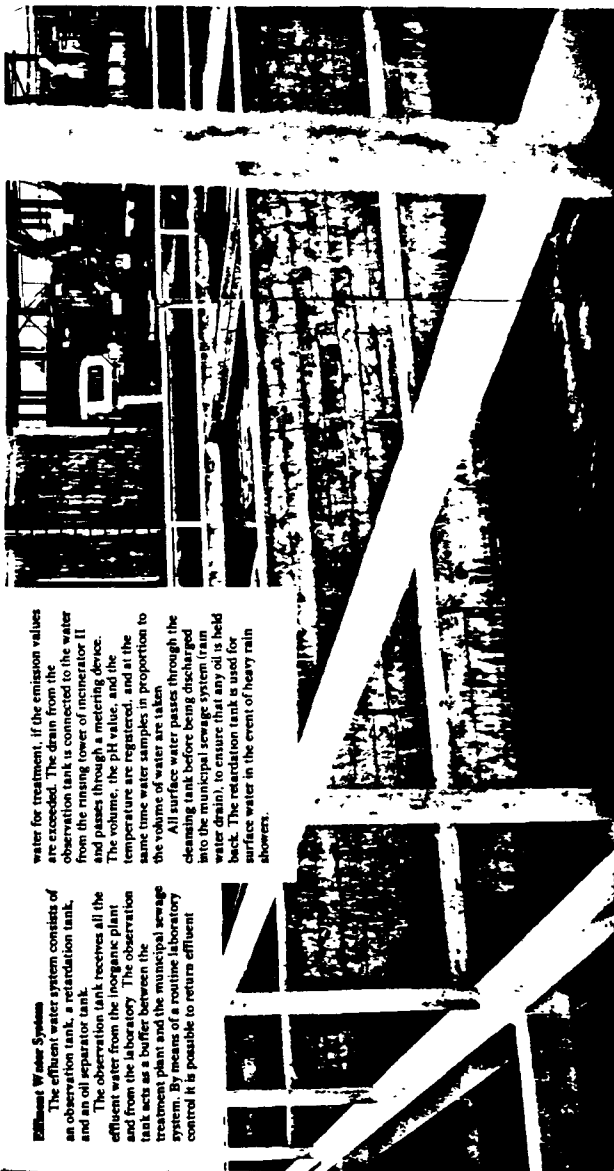 Effluent Water System
The effluent water system consists of
an observation tank, a retardation tank,
and an oil separator tank.
The observation tank receives all the
effluent water from the inorganic plant
and from the laboratory The observation
tank acts as a buffer between the
treatment plant and the municipal sewage
system. By means of a routine laboratory
control it is possible to return effluent
water for treatment, if the emission values
are exceeded. The drain from the
observation tank is connected to the water
from the rinsing tower of incinerator II
and passes through a metering device.
The volume, the pH value, and the
temperature are registered, and at the
same time water samples in proportion to
the volume of water are taken
All surface water passes through the
cleansing tank before being discharged
into the municipal sewage system (rain
water drain), to ensure that any oil is held
back. The retardation tank is used for
surface water in the event of heavy rain
showers.